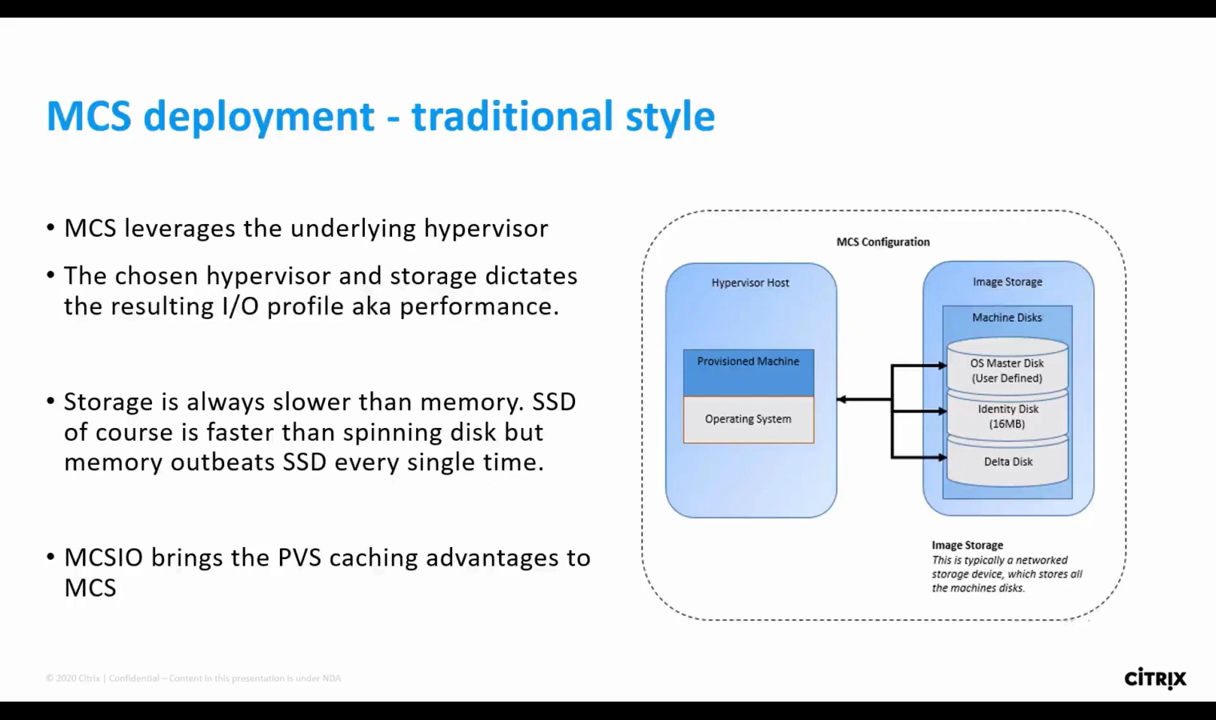 MCS deployment - traditional style
• MCS leverages the underlying hypervisor
• The chosen hypervisor and storage dictates
the resulting I/O profile aka performance.
• Storage is always slower than memory. SSD
of course is faster than spinning disk but
memory outbeats SSD every single time.
• MCSIO brings the PVS caching advantages to
MCS
MCS Configuration
Hypervisor Host
Provisioned Machine
Operating System
Image Storage
Machine Disks
OS Master Disk
(User Defined)
Identity Disk
(16MB)
Delta Disk
Image Storage
This is typically a networked
storage device, which stores all
the machines disks.
© 2020 Citrix | Confidential – Content in this presentation is under NDA
CITRIX